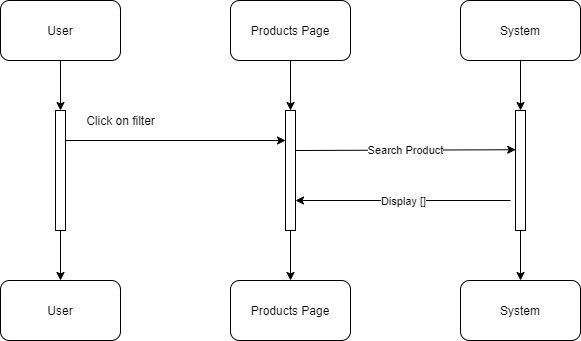 User
Products Page
System
Click on filter
Search Product
Display []
User
Products Page
System